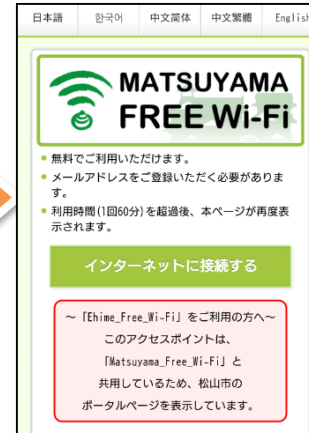 日本語 한국어 中文简体 中文繁體 English
MATSUYAMA
FREE Wi-Fi
• 無料でご利用いただけます。
• メールアドレスをご登録いただく必要がありま
す。
• 利用時間(1回60分)を超過後、本ページが再度表
示されます。
インターネットに接続する
～「Ehime_Free_Wi-Fi」をご利用の方へ～
このアクセスポイントは、
「Matsuyama_Free_Wi-Fi」と
共用しているため、松山市の
ポータルページを表示しています。